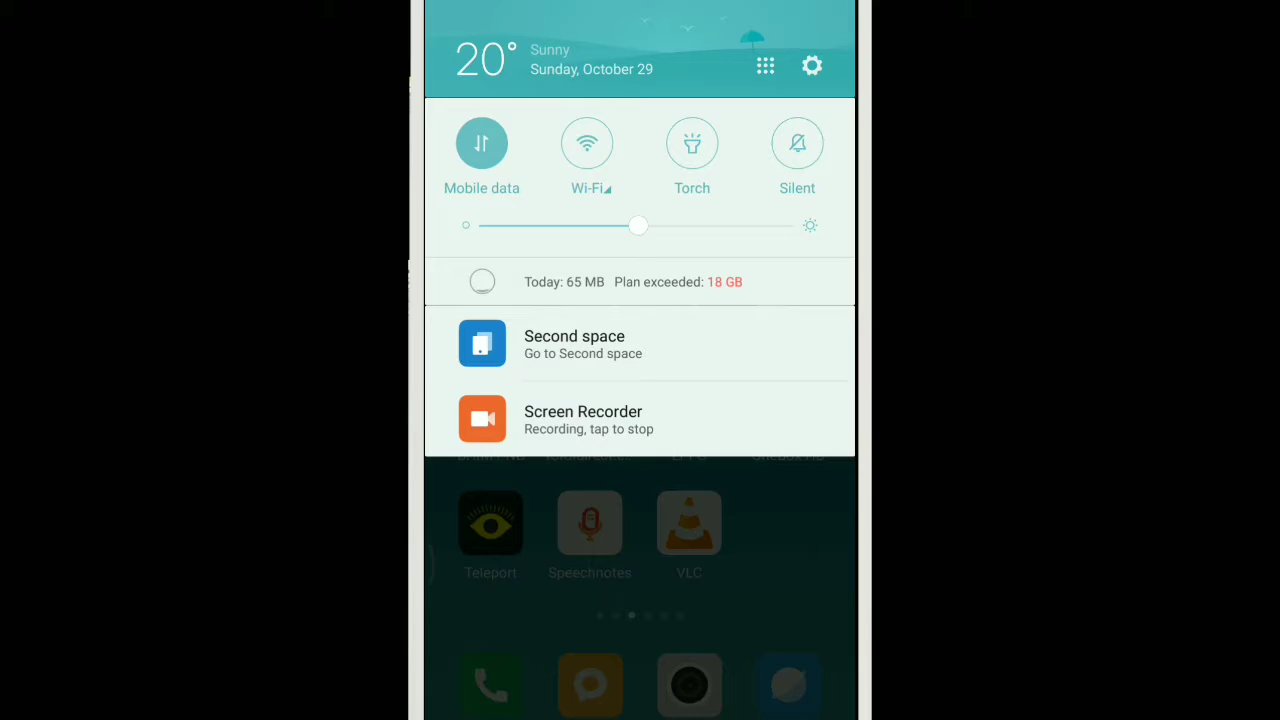 20° Sunny
Sunday, October 29
Mobile data Wi-Fi Torch Silent
Today: 65 MB Plan exceeded: 18 GB
Second space
Go to Second space
Screen Recorder
Recording, tap to stop
Teleport Speechnotes VLC